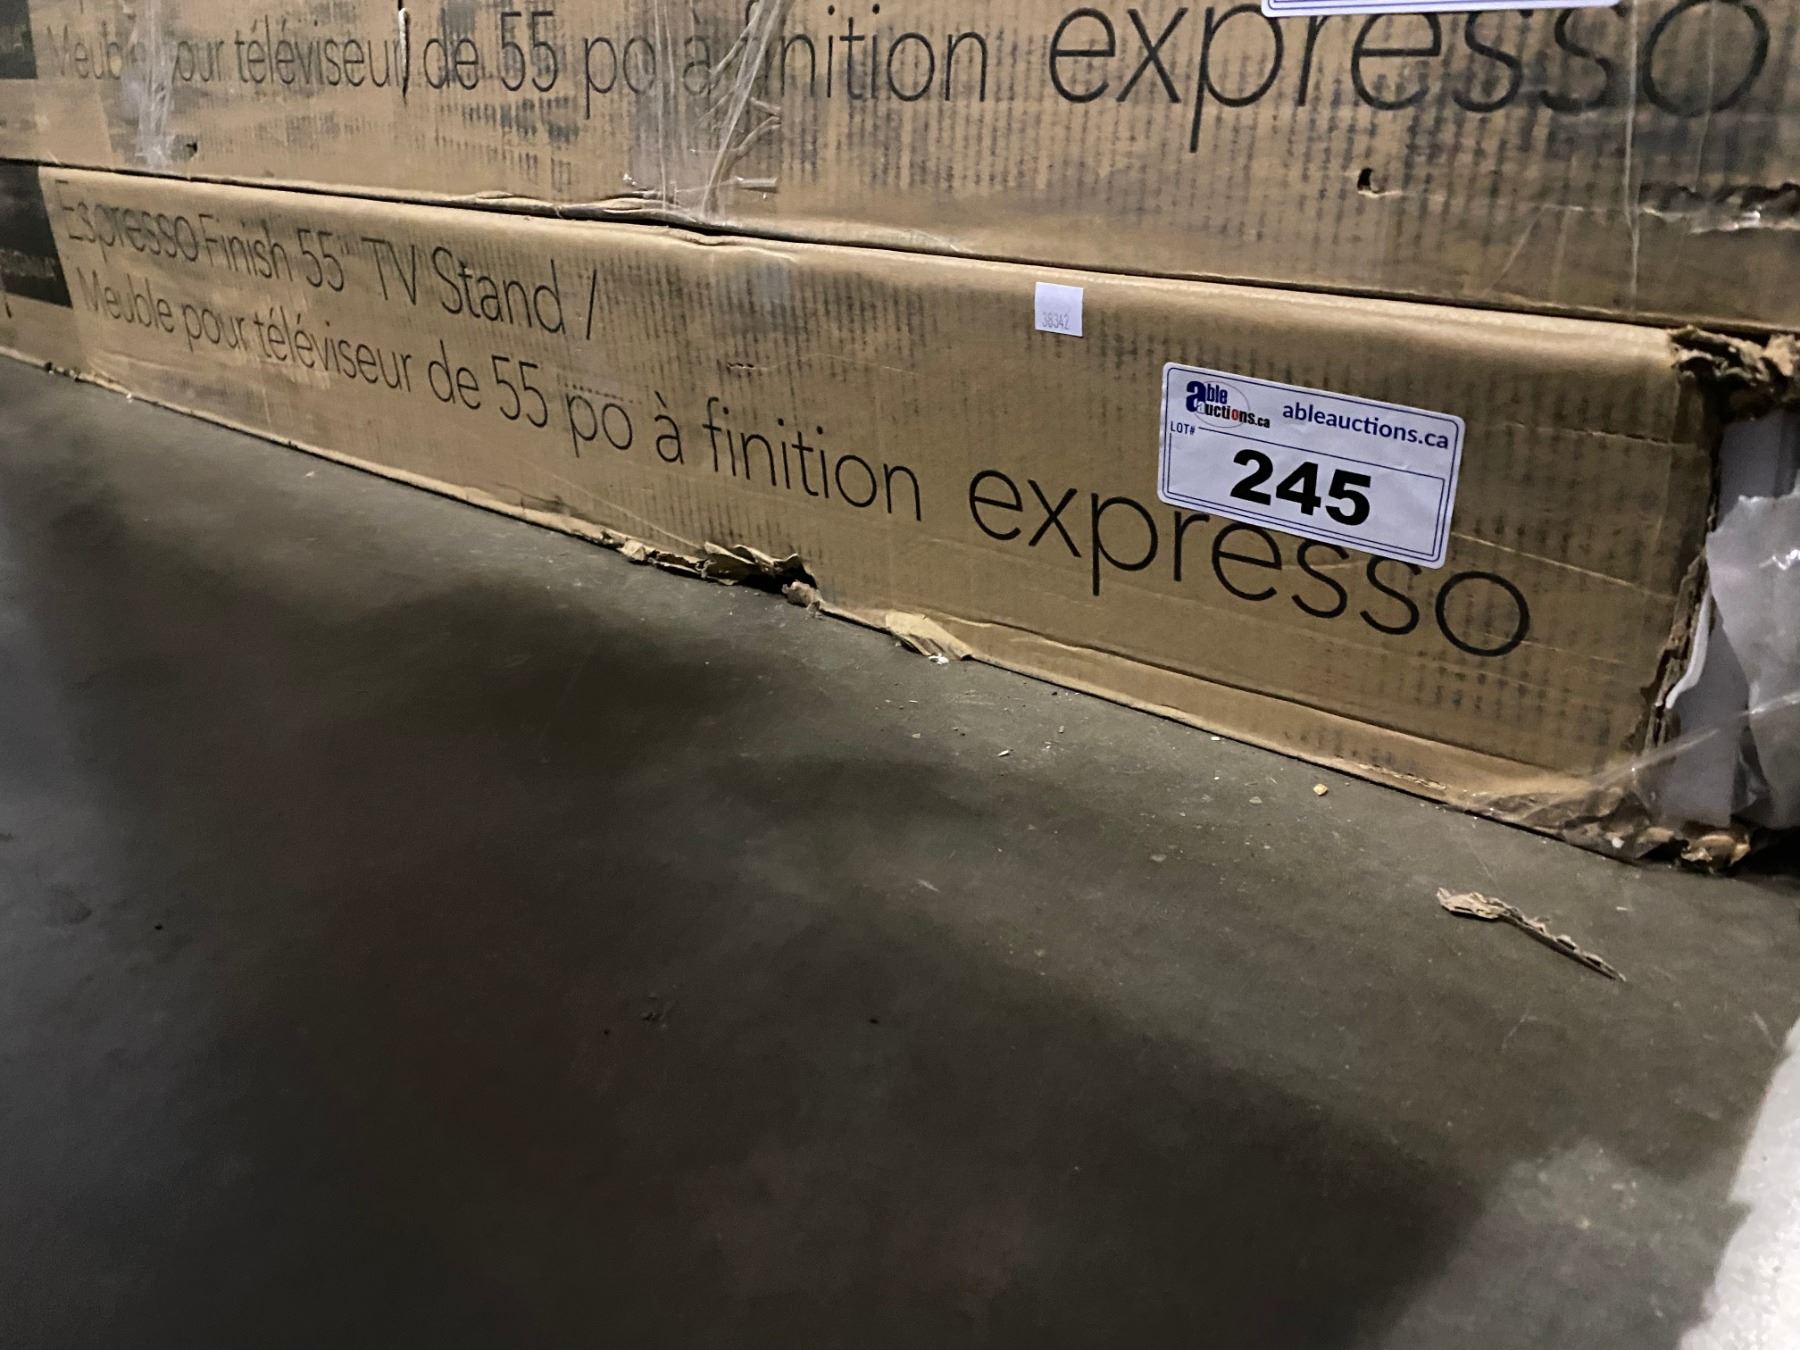 Meuble pour téléviseur de 55 po à finition expresso
Espresso Finish 55" TV Stand /
Meuble pour téléviseur de 55 po à finition expresso
38342
able auctions.ca
ableauctions.ca
LOT#
245